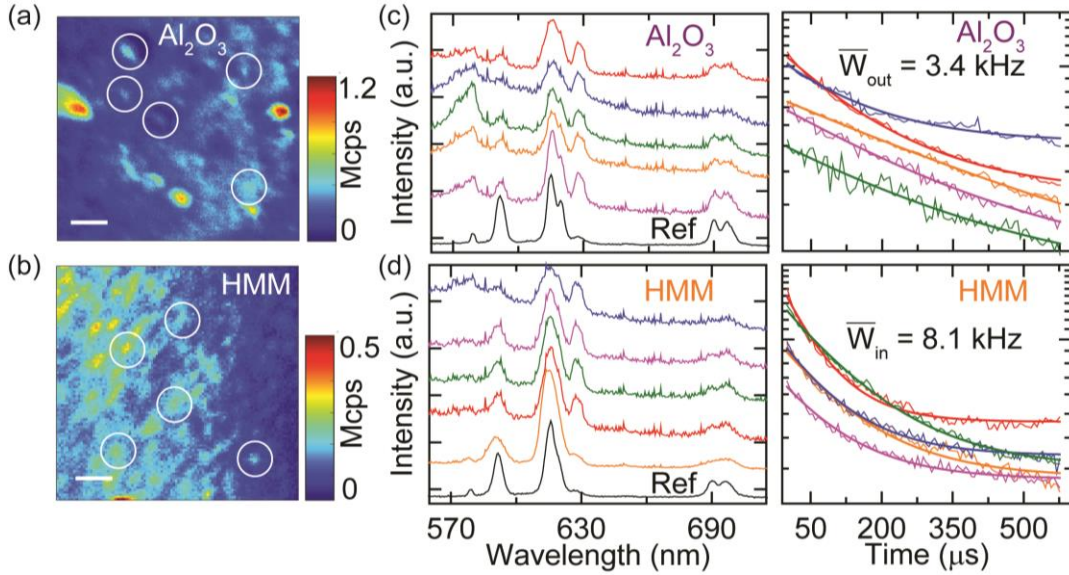 (a)
Al₂O₃
1.2
Mcps
0
(b)
HMM
0.5
Mcps
0
(c)
Intensity (a.u.)
Al₂O₃
Ref
Al₂O₃
W̅out = 3.4 kHz
(d)
Intensity (a.u.)
HMM
Ref
570
630
690
Wavelength (nm)
HMM
W̅in = 8.1 kHz
50
200
350
500
Time (μs)